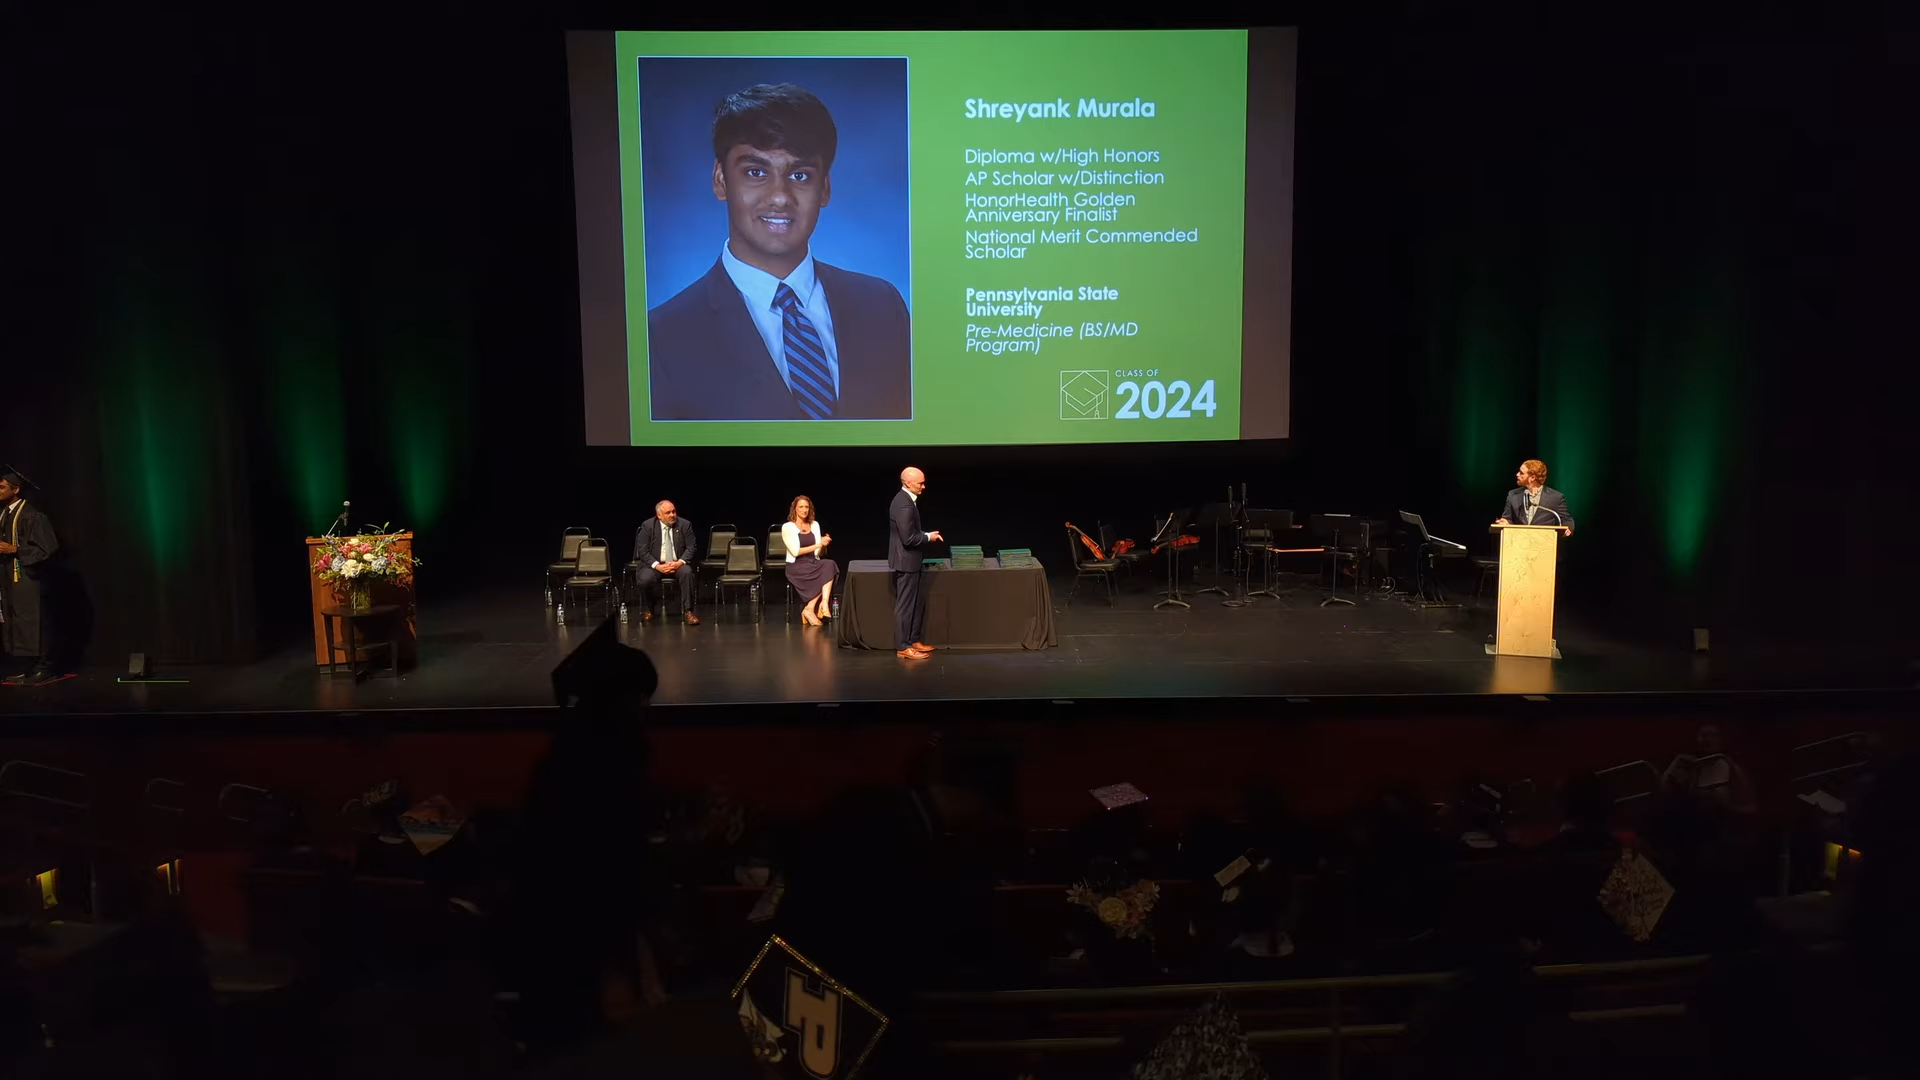 Shreyank Murala
Diploma w/High Honors
AP Scholar w/Distinction
HonorHealth Golden
Anniversary Finalist
National Merit Commended
Scholar
Pennsylvania State
University
Pre-Medicine (BS/MD
Program)
CLASS OF
2024
P